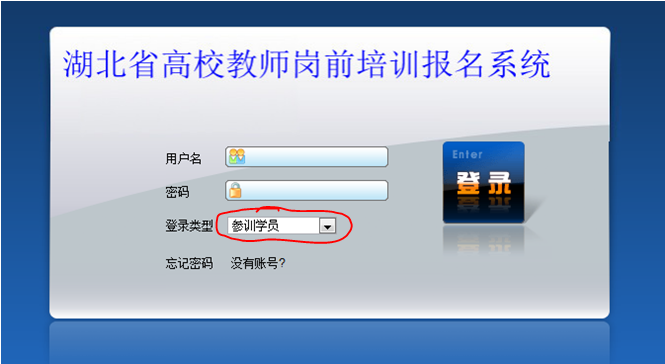 湖北省高校教师岗前培训报名系统
用户名
Enter
登录
密码
登录类型 参训学员
忘记密码 没有账号?